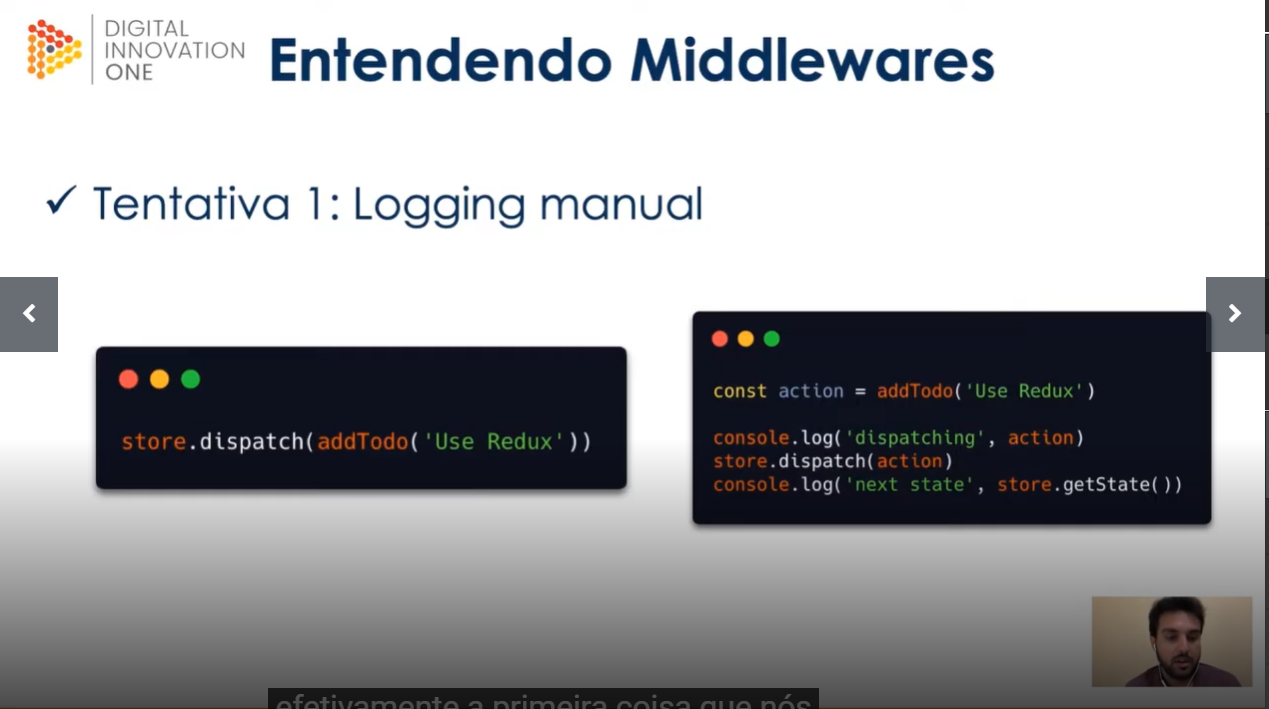 DIGITAL
INNOVATION
ONE
Entendendo Middlewares
✓ Tentativa 1: Logging manual
store.dispatch(addTodo('Use Redux'))
const action = addTodo('Use Redux')
console.log('dispatching', action)
store.dispatch(action)
console.log('next state', store.getState())
efetivamente a primeira coisa que nós